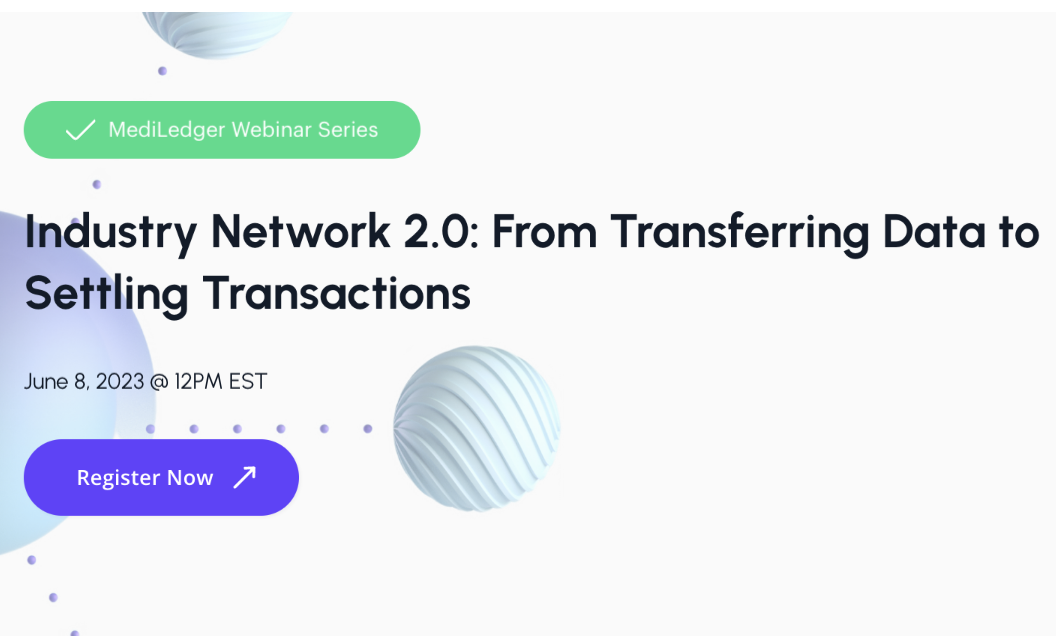 MediLedger Webinar Series
Industry Network 2.0: From Transferring Data to
Settling Transactions
June 8, 2023 @ 12PM EST
Register Now